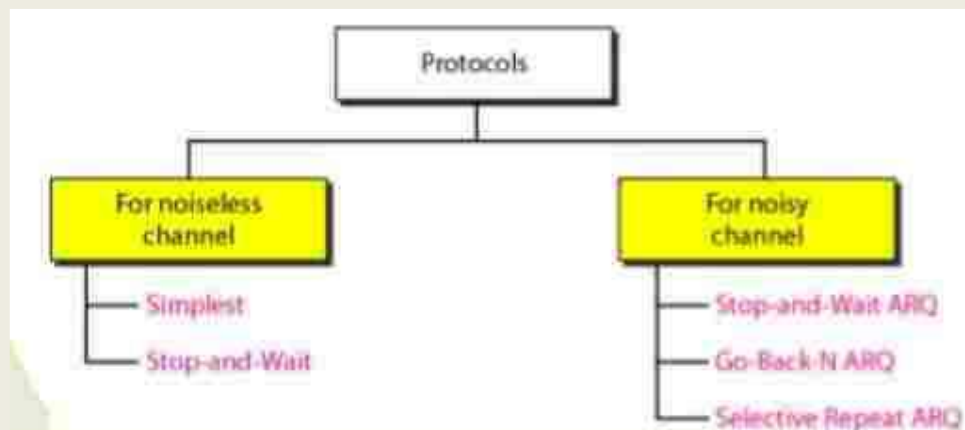 Protocols
For noiseless
channel
Simplest
Stop-and-Wait
For noisy
channel
Stop-and-Wait ARQ
Go-Back-N ARQ
Selective Repeat ARQ